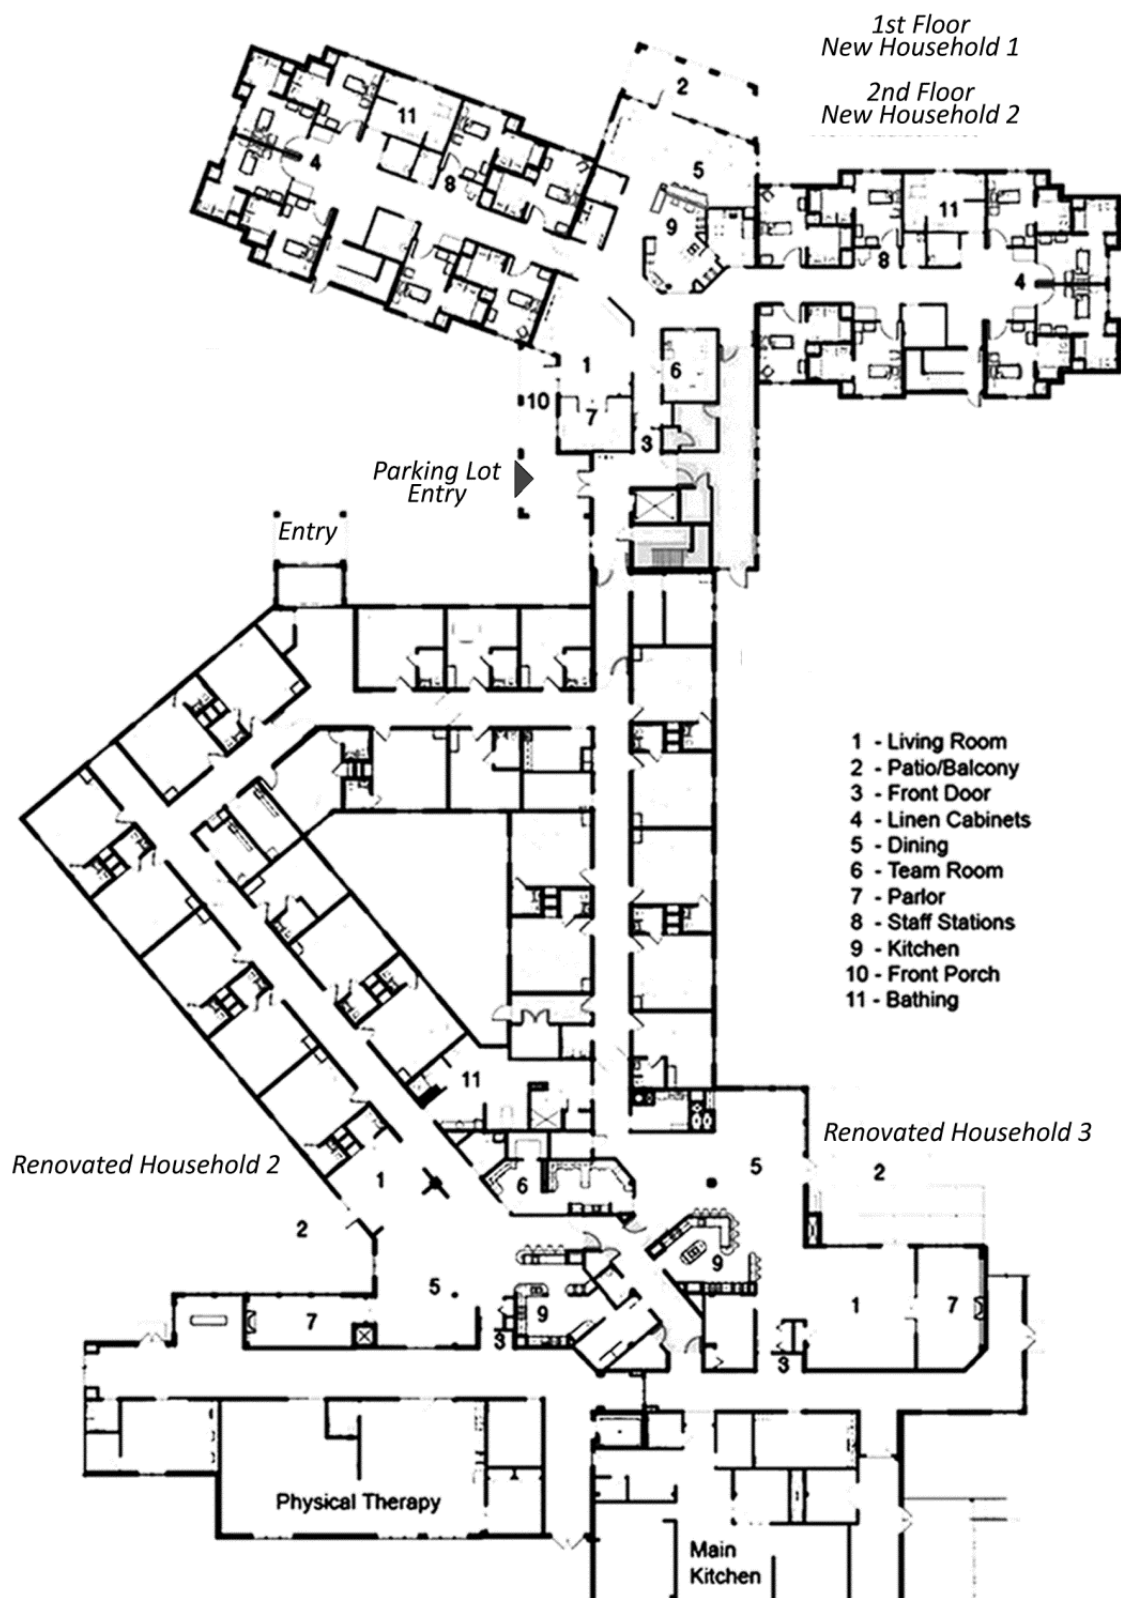 1st Floor
New Household 1
2nd Floor
New Household 2
2
11
5
4
8
9
11
8
4
1
6
10
7
3
Parking Lot
Entry
Entry
1 - Living Room
2 - Patio/Balcony
3 - Front Door
4 - Linen Cabinets
5 - Dining
6 - Team Room
7 - Parlor
8 - Staff Stations
9 - Kitchen
10 - Front Porch
11 - Bathing
11
Renovated Household 3
Renovated Household 2
1
6
5
2
2
9
5
7
9
3
1
7
3
Physical Therapy
Main
Kitchen